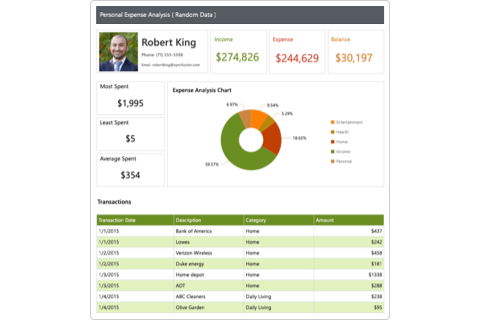 Personal Expense Analysis ( Random Data )
Robert King
Phone: (71) 555-5598
Email: robertking@syncfusion.com
Income
$274,826
Expense
$244,629
Balance
$30,197
Most Spent
$1,995
Least Spent
$5
Average Spent
$354
Expense Analysis Chart
6.97%
9.54%
5.29%
18.63%
59.57%
Entertainment
Health
Home
Income
Personal
Transactions
Transaction Date Description Category Amount
1/1/2015 Bank of America Home $437
1/1/2015 Lowes Home $242
1/2/2015 Verizon Wireless Home $458
1/2/2015 Duke energy Home $181
1/3/2015 Home depot Home $1338
1/3/2015 ADT Home $288
1/4/2015 ABC Cleaners Daily Living $238
1/4/2015 Olive Garden Daily Living $95